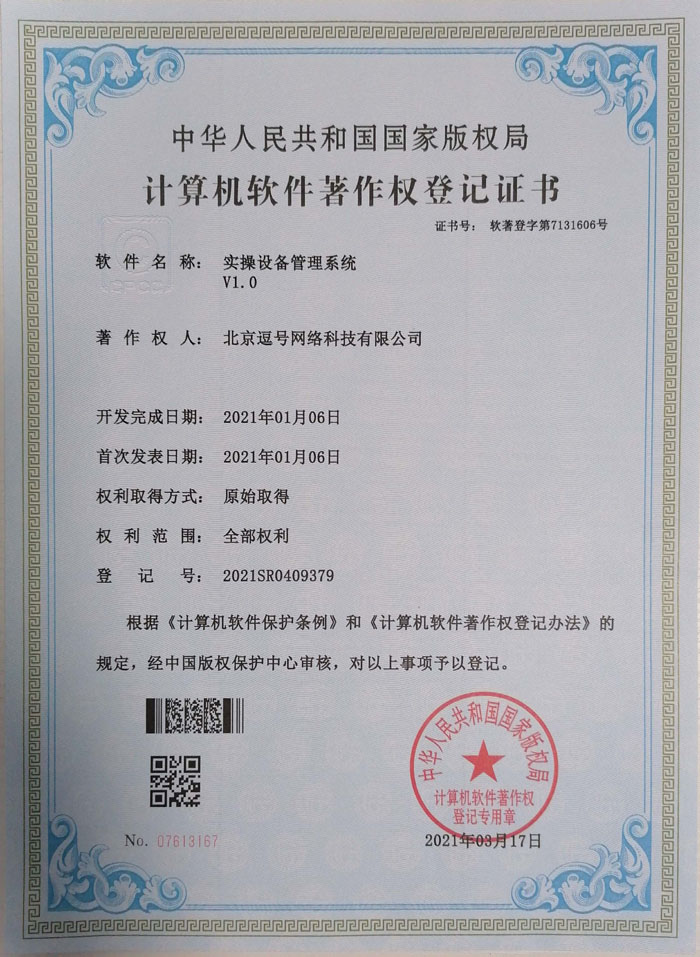 中华人民共和国国家版权局
计算机软件著作权登记证书
证书号： 软著登字第7131606号
软件名称： 实操设备管理系统
V1.0
著作权人： 北京逗号网络科技有限公司
开发完成日期： 2021年01月06日
首次发表日期： 2021年01月06日
权利取得方式： 原始取得
权利范围： 全部权利
登记号： 2021SR0409379
根据《计算机软件保护条例》和《计算机软件著作权登记办法》的
规定，经中国版权保护中心审核，对以上事项予以登记。
中华人民共和国国家版权局
计算机软件著作权
登记专用章
No. 07613167
2021年03月17日